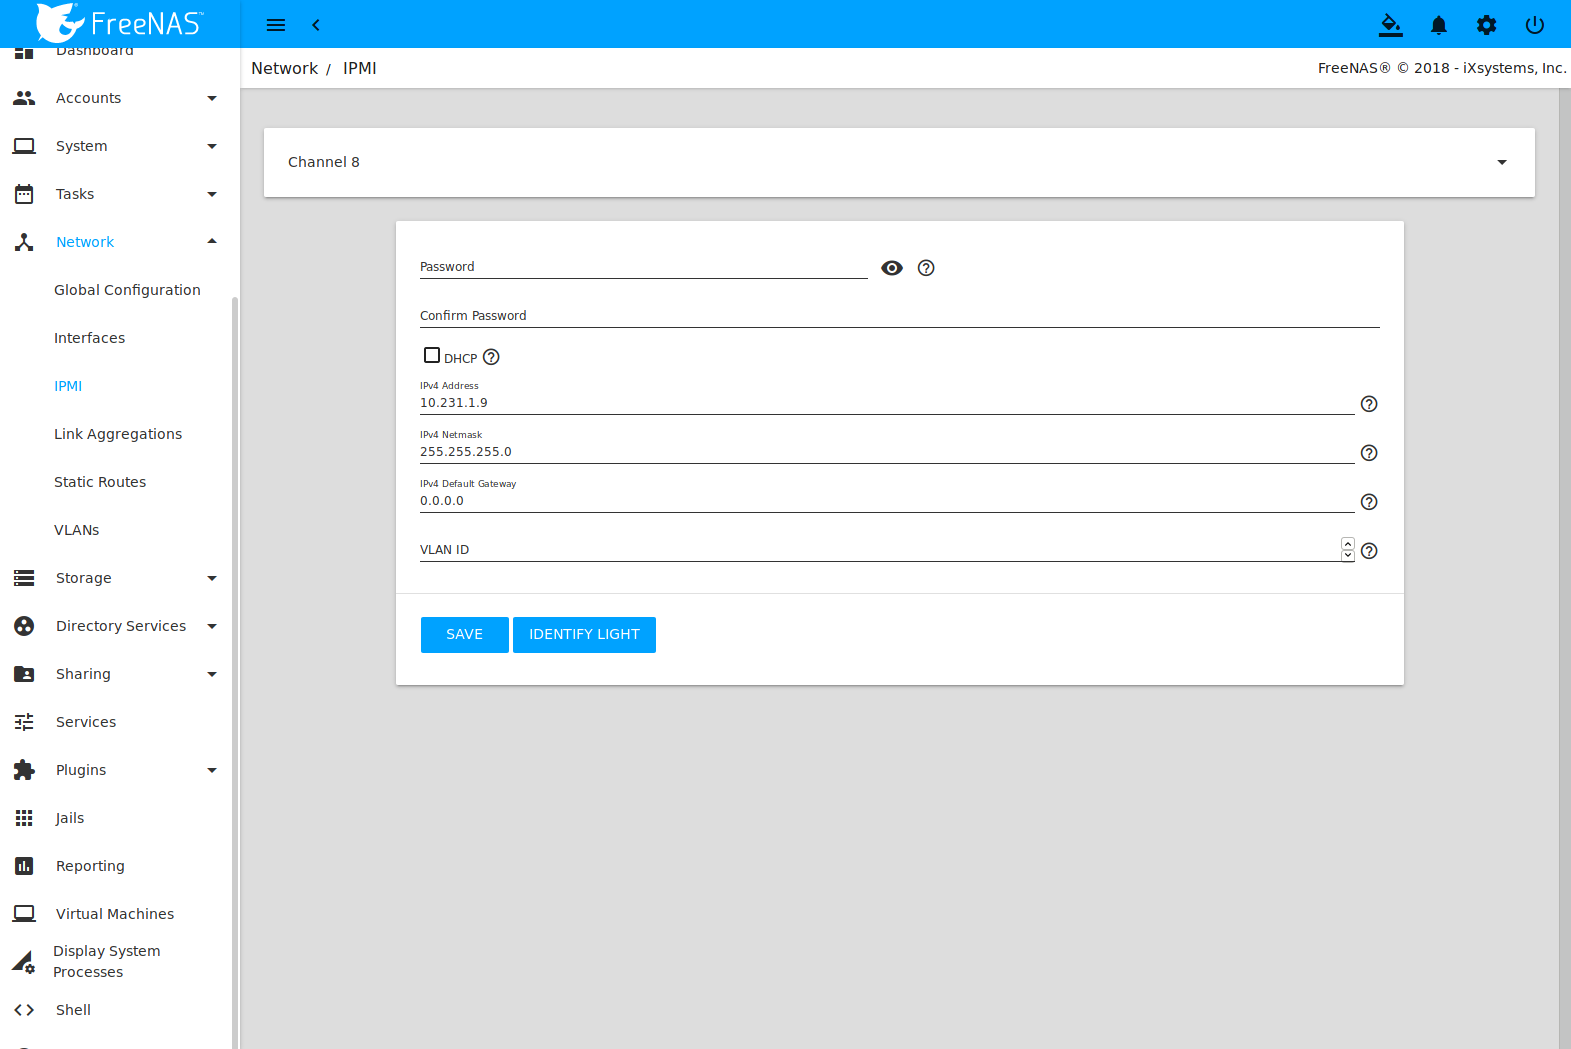 FreeNAS™
Dashboard
Accounts
System
Tasks
Network
Global Configuration
Interfaces
IPMI
Link Aggregations
Static Routes
VLANs
Storage
Directory Services
Sharing
Services
Plugins
Jails
Reporting
Virtual Machines
Display System
Processes
Shell
Network / IPMI
FreeNAS® © 2018 - iXsystems, Inc.
Channel 8
Password
Confirm Password
DHCP
IPv4 Address
10.231.1.9
IPv4 Netmask
255.255.255.0
IPv4 Default Gateway
0.0.0.0
VLAN ID
SAVE IDENTIFY LIGHT